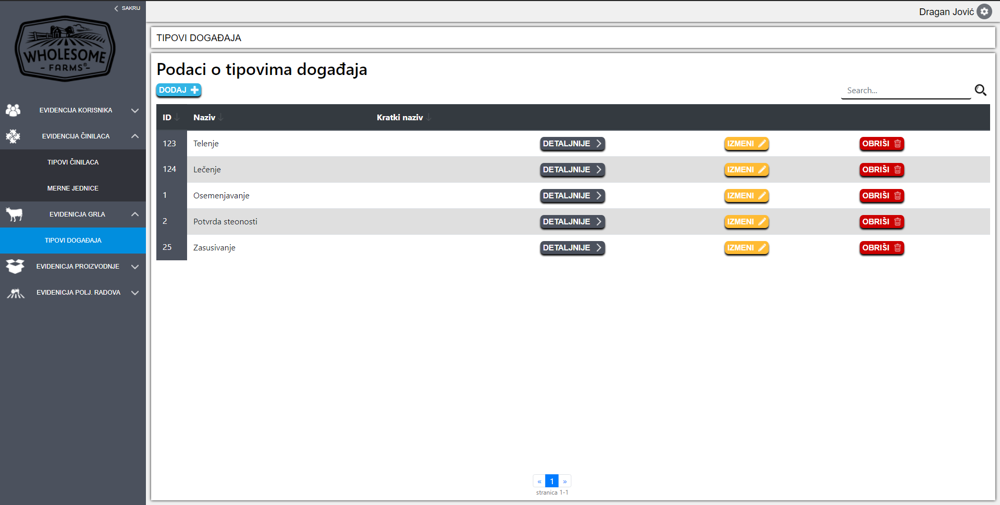 SAKRIJ
WHOLESOME
- FARMS® -
EVIDENCIJA KORISNIKA
EVIDENCIJA ČINILACA
TIPOVI ČINILACA
MERNE JEDNICE
EVIDENICJA GRLA
TIPOVI DOGAĐAJA
EVIDENICJA PROIZVODNJE
EVIDENICJA POLJ. RADOVA
Dragan Jović
TIPOVI DOGAĐAJA
Podaci o tipovima događaja
DODAJ
Search...
ID Naziv Kratki naziv
123 Telenje DETALJNIJE IZMENI OBRIŠI
124 Lečenje DETALJNIJE IZMENI OBRIŠI
1 Osemenjavanje DETALJNIJE IZMENI OBRIŠI
2 Potvrda steonosti DETALJNIJE IZMENI OBRIŠI
25 Zasusivanje DETALJNIJE IZMENI OBRIŠI
« 1 »
stranica 1-1